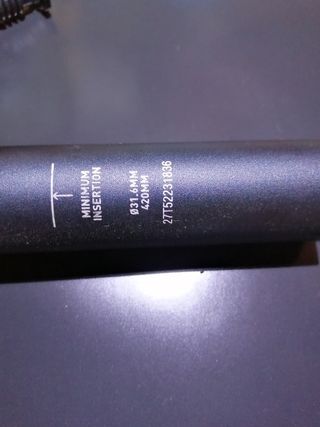 MINIMUM
INSERTION
Ø31.6MM
420MM
27T52231836